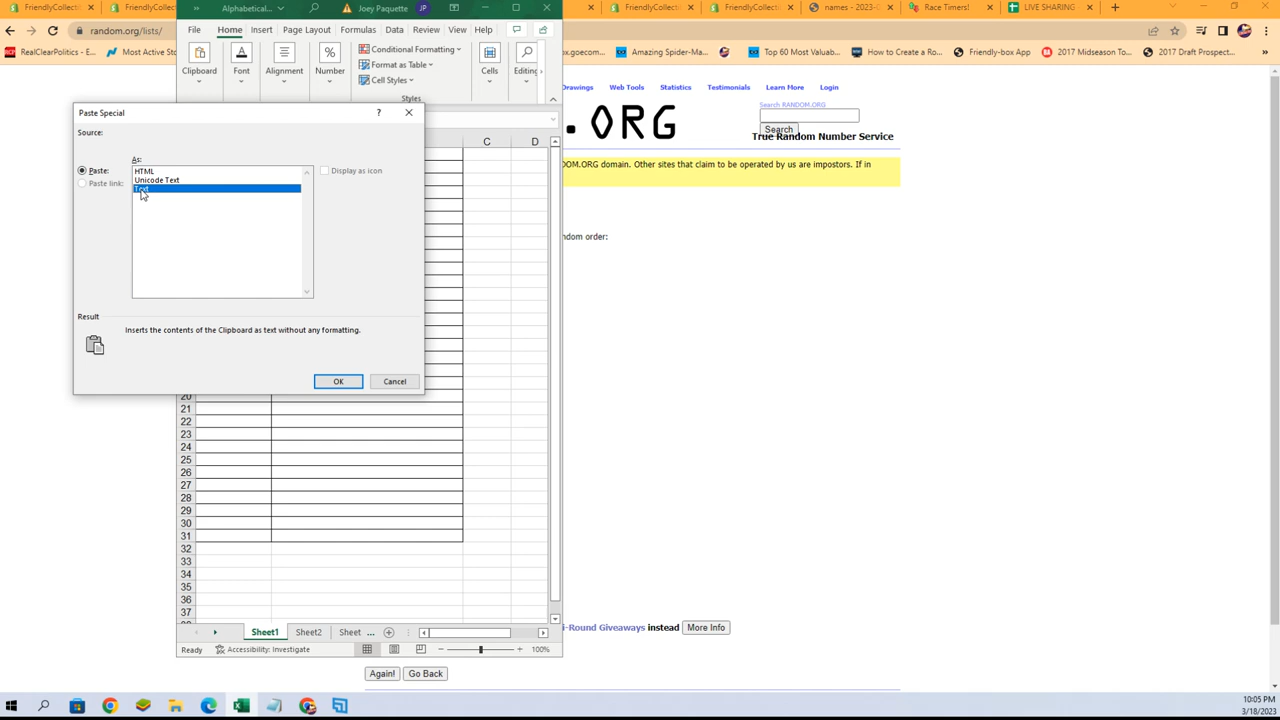 FriendlyCollecti
Alphabetical...
Joey Paquette
JP
FriendlyCollecti
FriendlyCollecti
names - 2023-0
Race Timers!
LIVE SHARING
random.org/lists/
File Home Insert Page Layout Formulas Data Review View Help
RealClearPolitics -
Most Active Sto
box.goecom...
Amazing Spider-Ma...
Top 60 Most Valuab...
How to Create a Ro...
Friendly-box App
2017 Midseason To...
2017 Draft Prospect...
Clipboard
Font
Alignment
Number
%
Conditional Formatting
Format as Table
Cell Styles
Styles
Cells
Editing
Drawings Web Tools Statistics Learn More Login
Search RANDOM.ORG
Search
.ORG
True Random Number Service
DOM.ORG domain. Other sites that claim to be operated by us are impostors. If in
ndom order:
Paste Special
?
Source:
As:
Paste:
Paste link:
HTML
Unicode Text
Text
Display as icon
Result
Inserts the contents of the Clipboard as text without any formatting.
OK
Cancel
C D
20
21
22
23
24
25
26
27
28
29
30
31
32
33
34
35
36
37
i-Round Giveaways instead
More Info
Sheet1 Sheet2 Sheet ...
Ready
Accessibility: Investigate
100%
Again!
Go Back
10:05 PM
3/18/2023